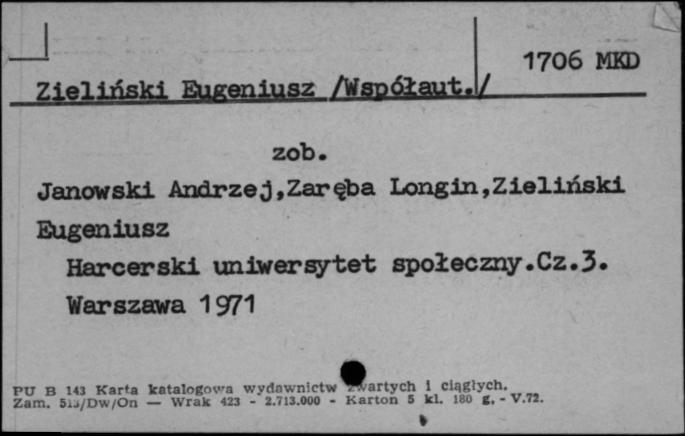 1706 MKD
Zieliński Eugeniusz /Współaut./
zob.
Janowski Andrzej,Zaręba Longin,Zieliński
Eugeniusz
Harcerski uniwersytet społeczny.Cz.3.
Warszawa 1971
PU B 143 Karta katalogowa wydawnictw zwartych i ciągłych.
Zam. 513/Dw/On — Wrak 423 - 2.713.000 - Karton 5 kl. 180 g. - V.72.